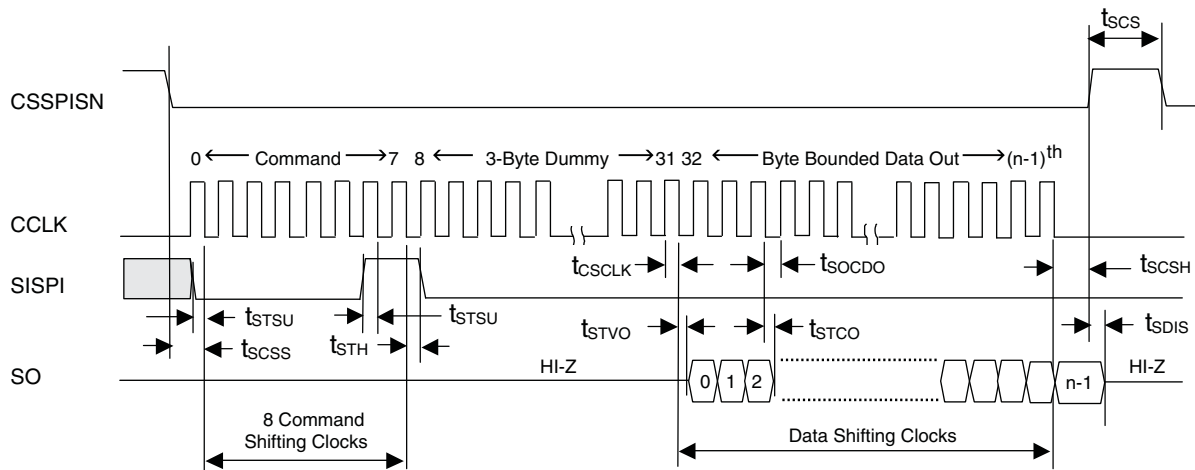 tSCS
CSSPISN
0 Command 7 8 3-Byte Dummy 31 32 Byte Bounded Data Out (n-1)th
CCLK
tCSCLK tSOCDO tSCSH
SISPI
tSTSU tSTH tSTSU tSTVO tSTCO tSDIS
tSCSS
SO HI-Z 0 1 2 n-1 HI-Z
8 Command
Shifting Clocks
Data Shifting Clocks